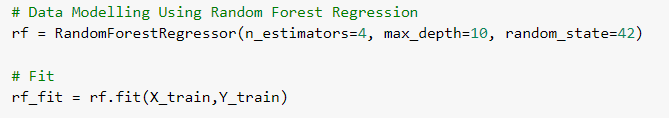 # Data Modelling Using Random Forest Regression
rf = RandomForestRegressor(n_estimators=4, max_depth=10, random_state=42)
# Fit
rf_fit = rf.fit(X_train,Y_train)